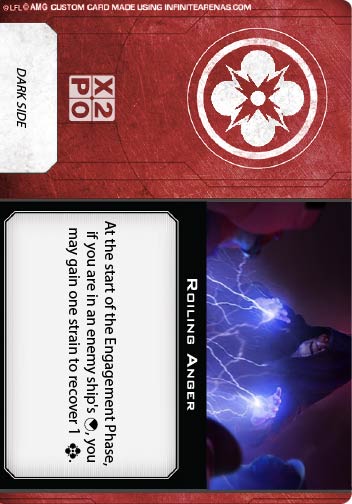 ©LFL ©AMG CUSTOM CARD MADE USING INFINITEARENAS.COM
DARK SIDE
X2
PO
ROILING ANGER
At the start of the Engagement Phase,
if you are in an enemy ship's , you
may gain one strain to recover 1 .